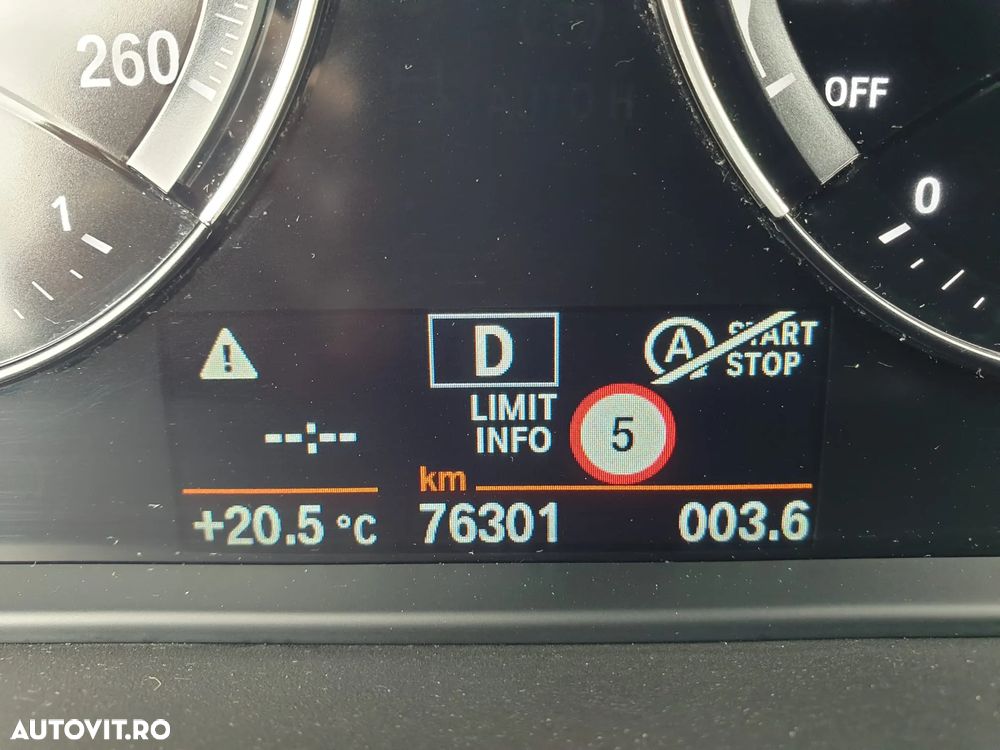 260
OFF
1
0
D
A START
STOP
LIMIT
INFO
5
--:--
km
+20.5 °C
76301
003.6
AUTOVIT.RO